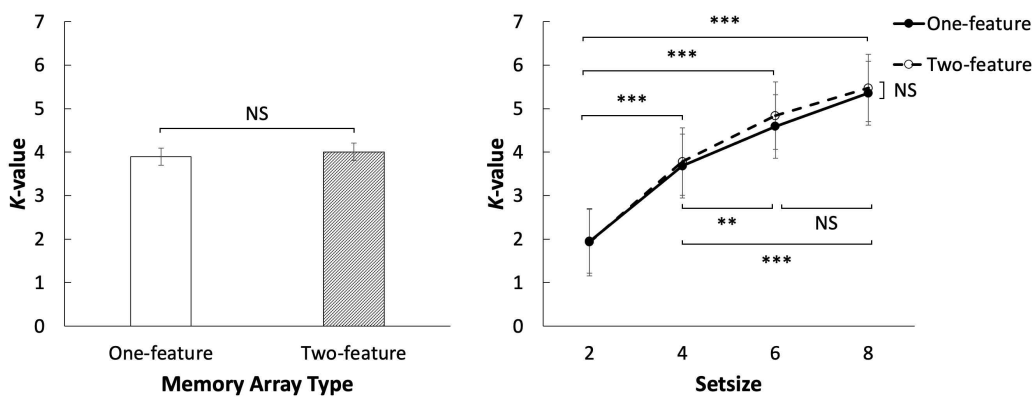 7
6
5
4
3
2
1
0
K-value
NS
One-feature
Two-feature
Memory Array Type
7
6
5
4
3
2
1
0
K-value
***
***
***
**
NS
***
NS
One-feature
Two-feature
2
4
6
8
Setsize